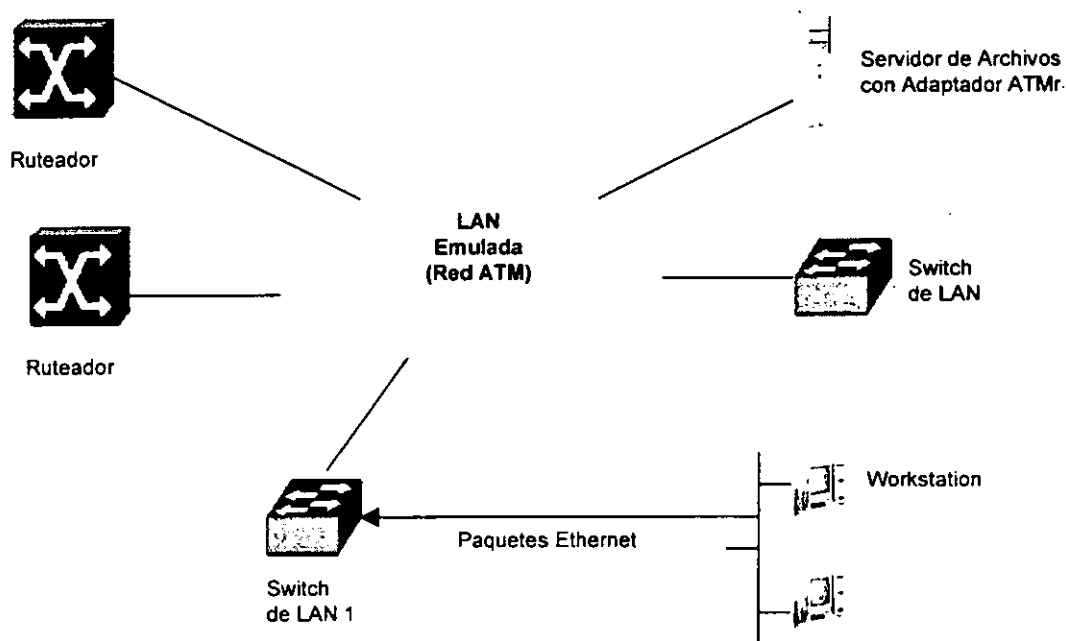 Servidor de Archivos
con Adaptador ATMr.
Ruteador
LAN
Emulada
(Red ATM)
Switch
de LAN
Ruteador
Workstation
Paquetes Ethernet
Switch
de LAN 1